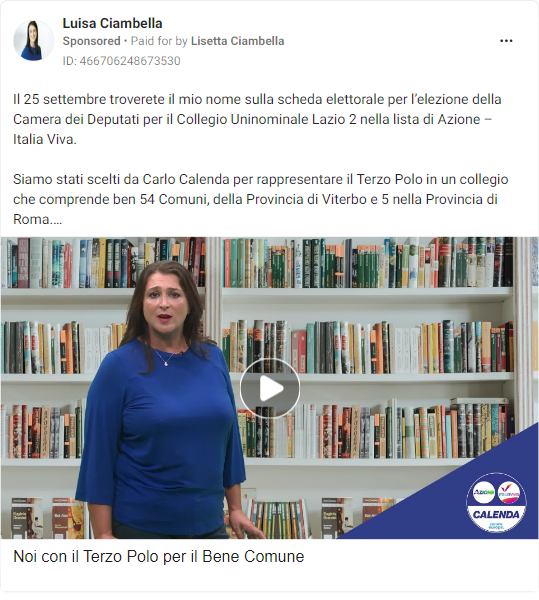 Luisa Ciambella
Sponsored • Paid for by Lisetta Ciambella
ID: 466706248673530
Il 25 settembre troverete il mio nome sulla scheda elettorale per l’elezione della
Camera dei Deputati per il Collegio Uninominale Lazio 2 nella lista di Azione –
Italia Viva.
Siamo stati scelti da Carlo Calenda per rappresentare il Terzo Polo in un collegio
che comprende ben 54 Comuni, della Provincia di Viterbo e 5 nella Provincia di
Roma....
AZIONE
ITALIA VIVA
CALENDA
Noi con il Terzo Polo per il Bene Comune